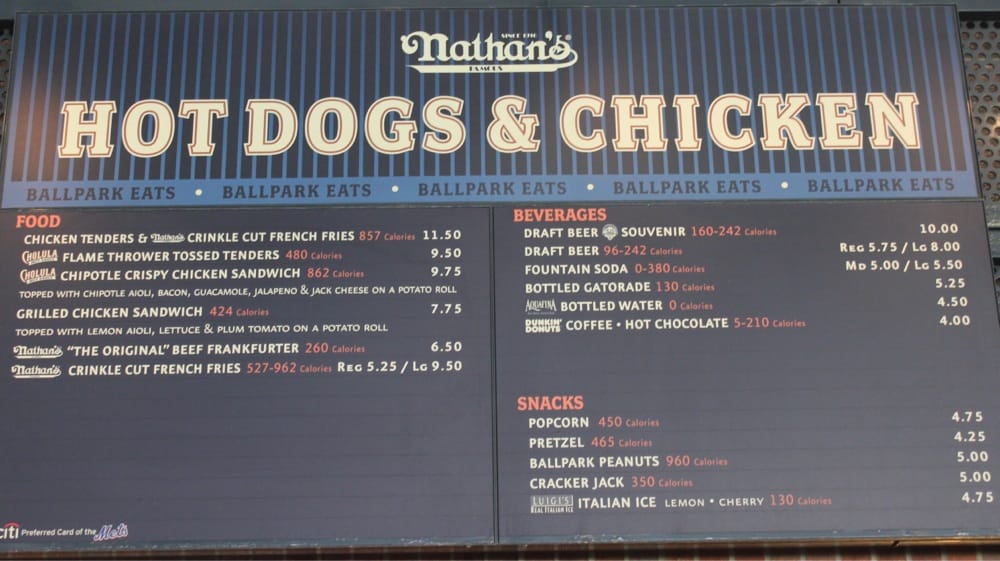 SINCE 1916
Nathan's
FAMOUS
HOT DOGS & CHICKEN
BALLPARK EATS • BALLPARK EATS • BALLPARK EATS • BALLPARK EATS • BALLPARK EATS
FOOD
CHICKEN TENDERS & Nathan's CRINKLE CUT FRENCH FRIES 857 Calories 11.50
CHOLULA FLAME THROWER TOSSED TENDERS 480 Calories 9.50
CHOLULA CHIPOTLE CRISPY CHICKEN SANDWICH 862 Calories 9.75
TOPPED WITH CHIPOTLE AIOLI, BACON, GUACAMOLE, JALAPENO & JACK CHEESE ON A POTATO ROLL
GRILLED CHICKEN SANDWICH 424 Calories 7.75
TOPPED WITH LEMON AIOLI, LETTUCE & PLUM TOMATO ON A POTATO ROLL
Nathan's "THE ORIGINAL" BEEF FRANKFURTER 260 Calories 6.50
Nathan's CRINKLE CUT FRENCH FRIES 527-962 Calories REG 5.25 / LG 9.50
citi Preferred Card of the Mets
BEVERAGES
DRAFT BEER SOUVENIR 160-242 Calories 10.00
DRAFT BEER 96-242 Calories REG 5.75 / LG 8.00
FOUNTAIN SODA 0-380 Calories MD 5.00 / LG 5.50
BOTTLED GATORADE 130 Calories 5.25
AQUAFINA BOTTLED WATER 0 Calories 4.50
DUNKIN' DONUTS COFFEE • HOT CHOCOLATE 5-210 Calories 4.00
SNACKS
POPCORN 450 Calories 4.75
PRETZEL 465 Calories 4.25
BALLPARK PEANUTS 960 Calories 5.00
CRACKER JACK 350 Calories 5.00
LUIGI'S REAL ITALIAN ICE ITALIAN ICE LEMON • CHERRY 130 Calories 4.75